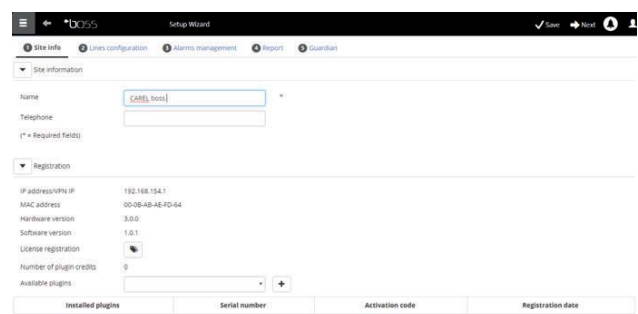 boss Setup Wizard Save Next
1 Site info 2 Lines configuration 3 Alarms management 4 Report 5 Guardian
Site information
Name CAREL boss *
Telephone
(* = Required fields)
Registration
IP address/VPN IP 192.168.154.1
MAC address 00-0B-AB-AE-FD-64
Hardware version 3.0.0
Software version 1.0.1
License registration
Number of plugin credits 0
Available plugins
Installed plugins Serial number Activation code Registration date